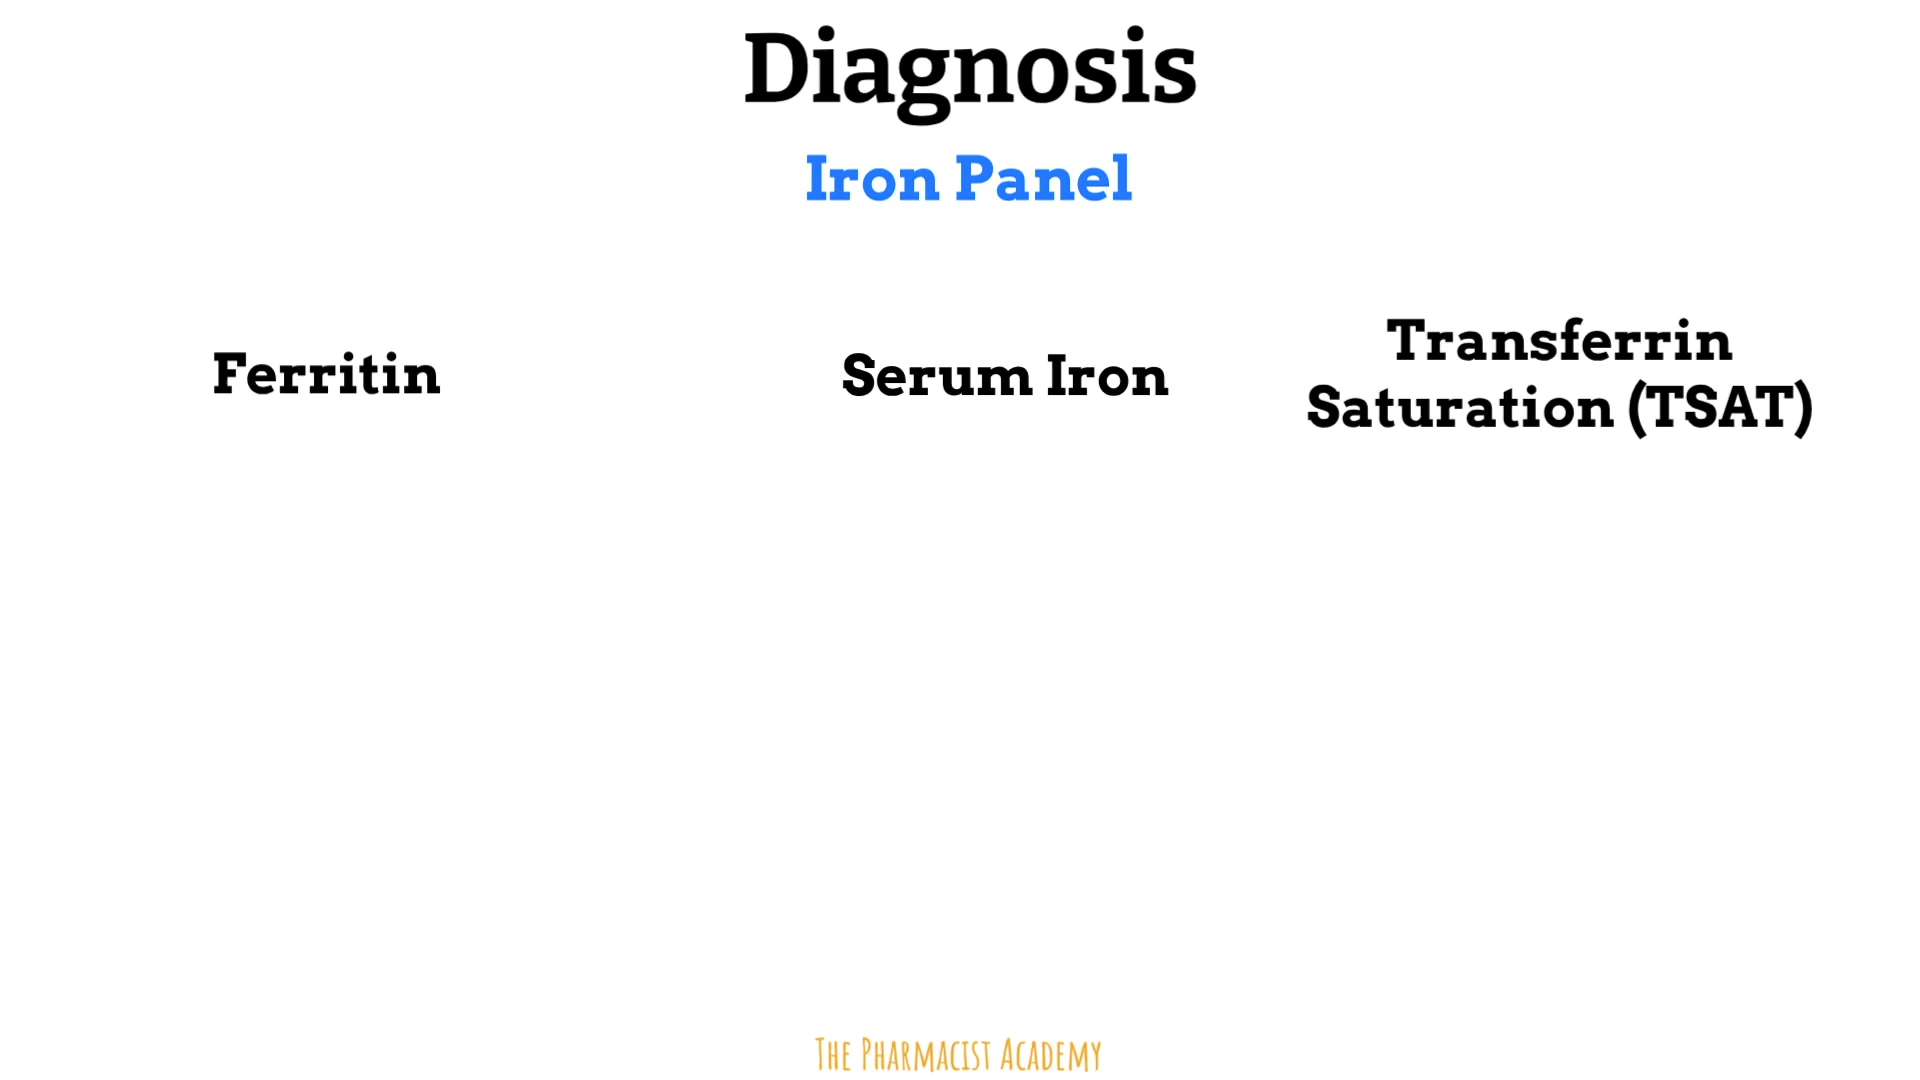 Diagnosis
Iron Panel
Ferritin
Serum Iron
Transferrin
Saturation (TSAT)
The Pharmacist Academy